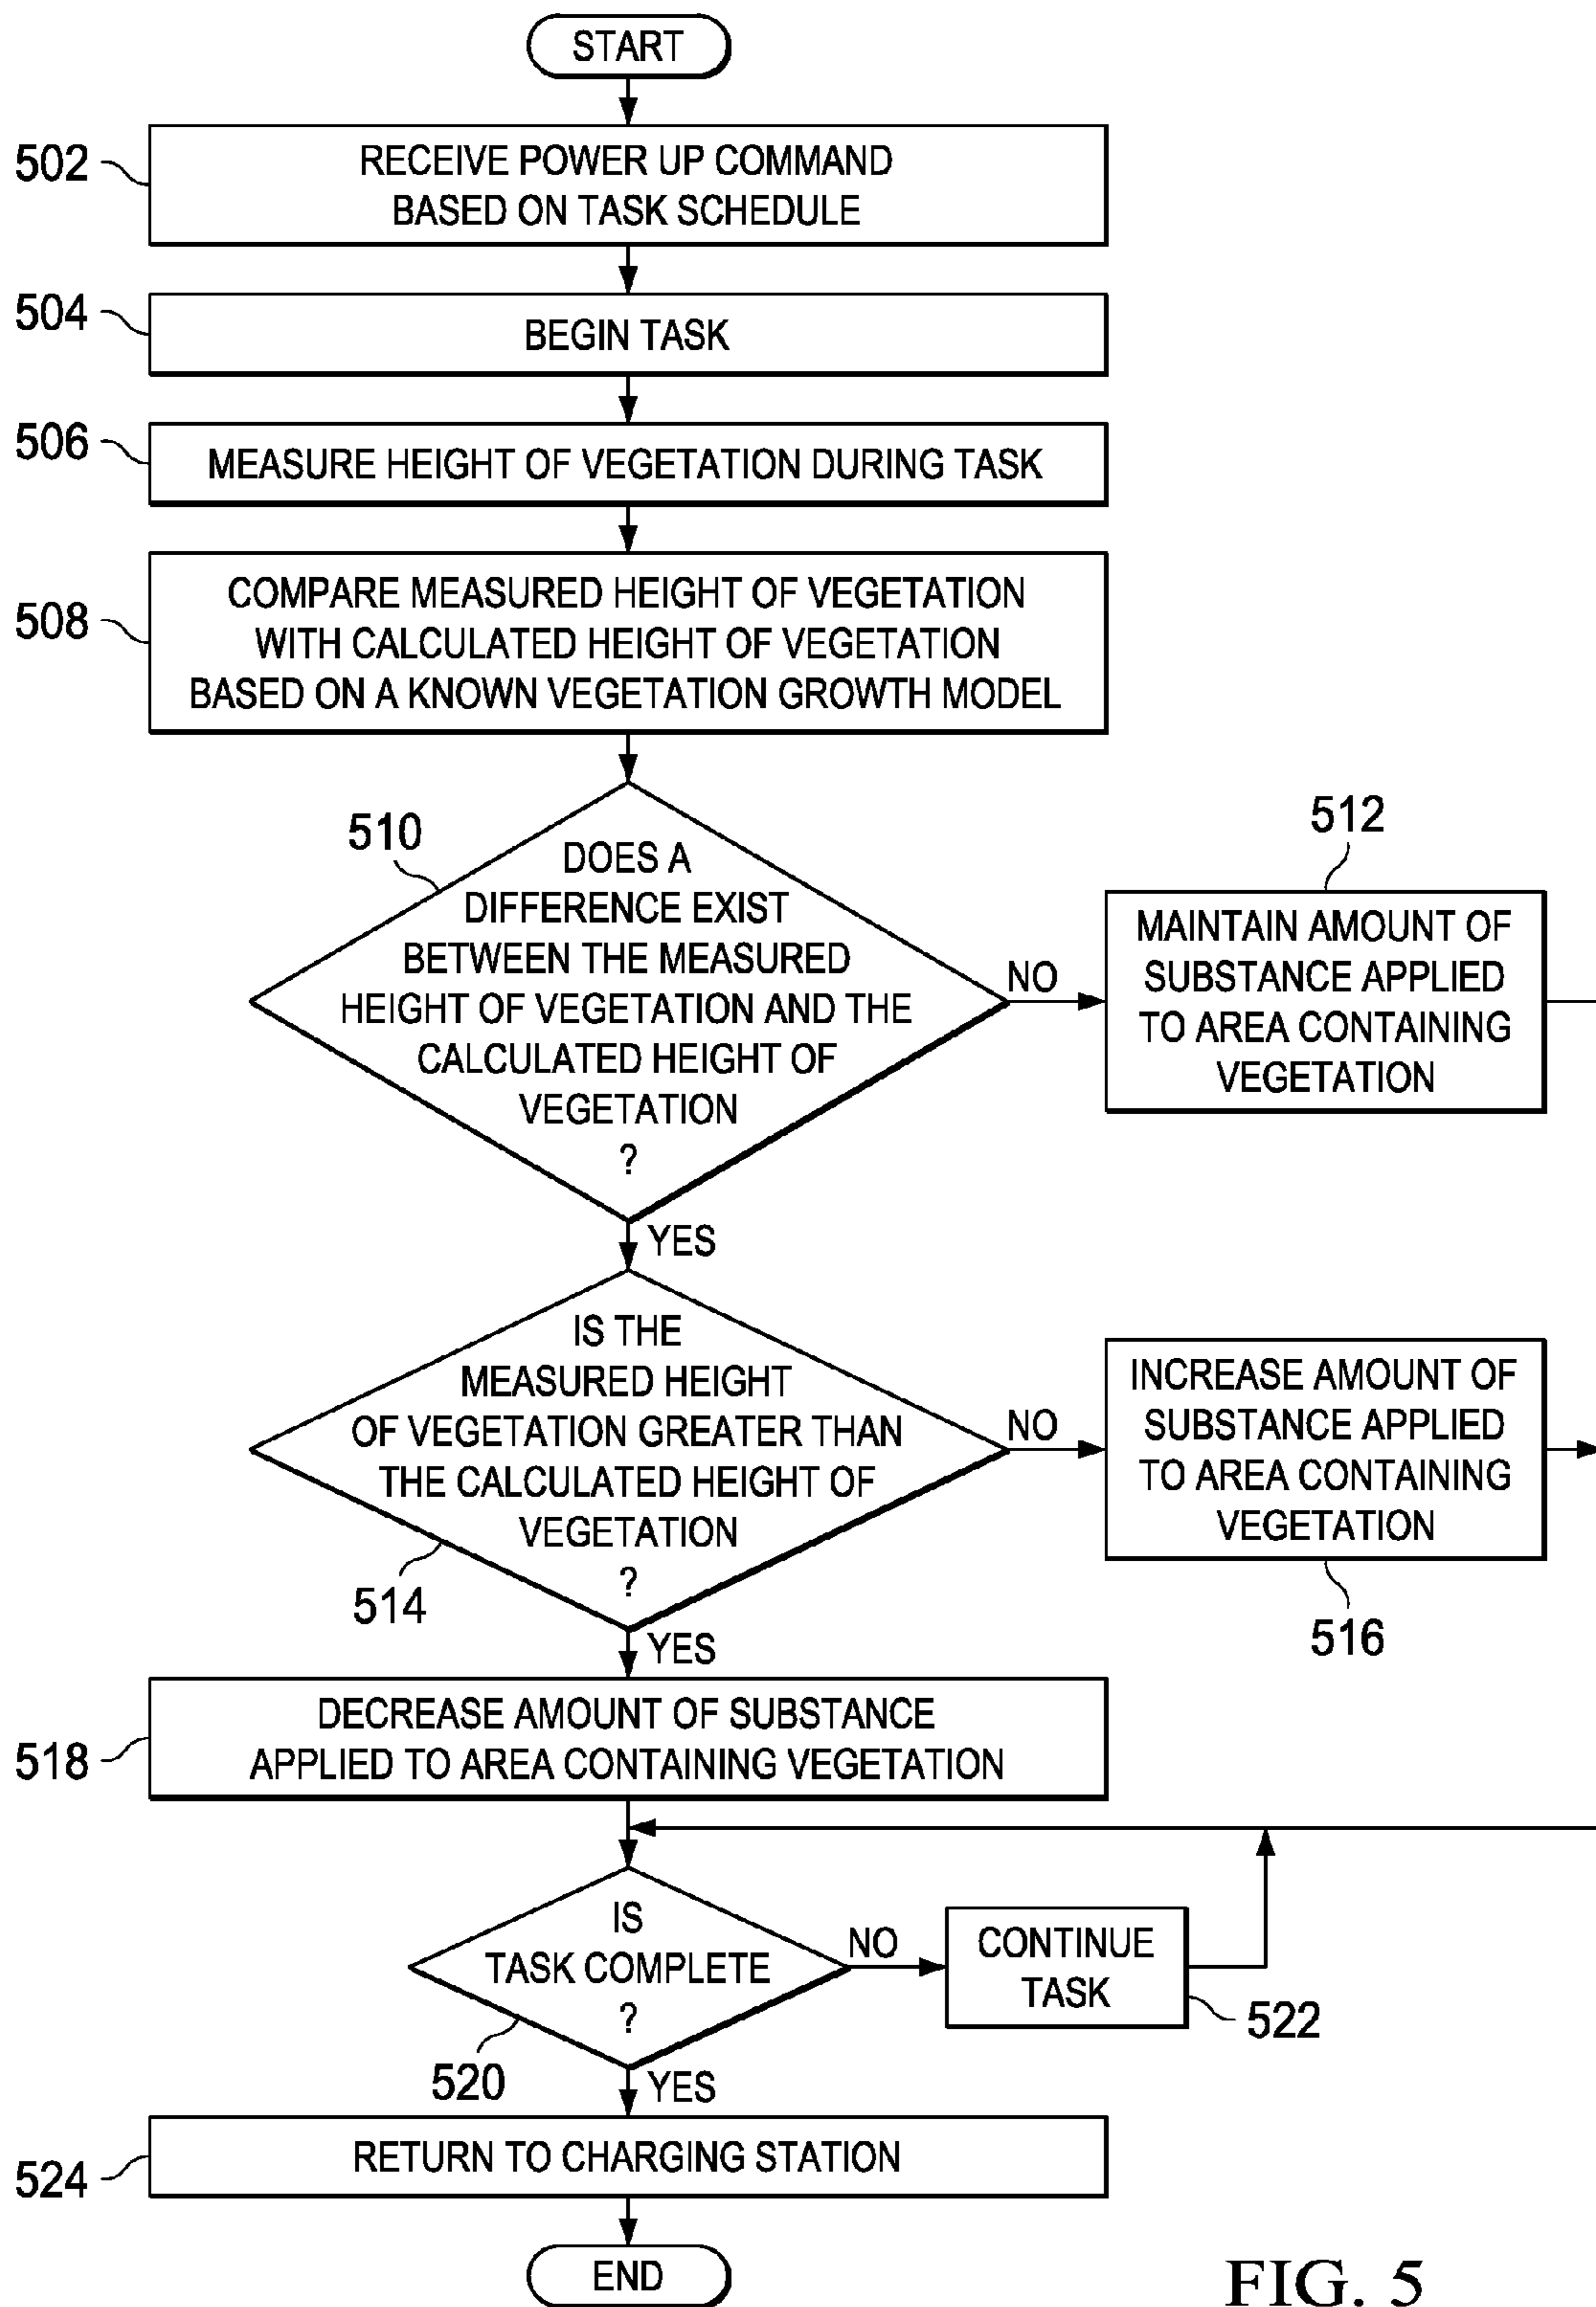 START
502
RECEIVE POWER UP COMMAND
BASED ON TASK SCHEDULE
504
BEGIN TASK
506
MEASURE HEIGHT OF VEGETATION DURING TASK
508
COMPARE MEASURED HEIGHT OF VEGETATION
WITH CALCULATED HEIGHT OF VEGETATION
BASED ON A KNOWN VEGETATION GROWTH MODEL
510
DOES A
DIFFERENCE EXIST
BETWEEN THE MEASURED
HEIGHT OF VEGETATION AND THE
CALCULATED HEIGHT OF
VEGETATION
?
NO
512
MAINTAIN AMOUNT OF
SUBSTANCE APPLIED
TO AREA CONTAINING
VEGETATION
YES
IS THE
MEASURED HEIGHT
OF VEGETATION GREATER THAN
THE CALCULATED HEIGHT OF
VEGETATION
?
514
NO
INCREASE AMOUNT OF
SUBSTANCE APPLIED
TO AREA CONTAINING
VEGETATION
516
YES
518
DECREASE AMOUNT OF SUBSTANCE
APPLIED TO AREA CONTAINING VEGETATION
IS
TASK COMPLETE
?
520
NO
CONTINUE
TASK
522
YES
524
RETURN TO CHARGING STATION
END
FIG. 5